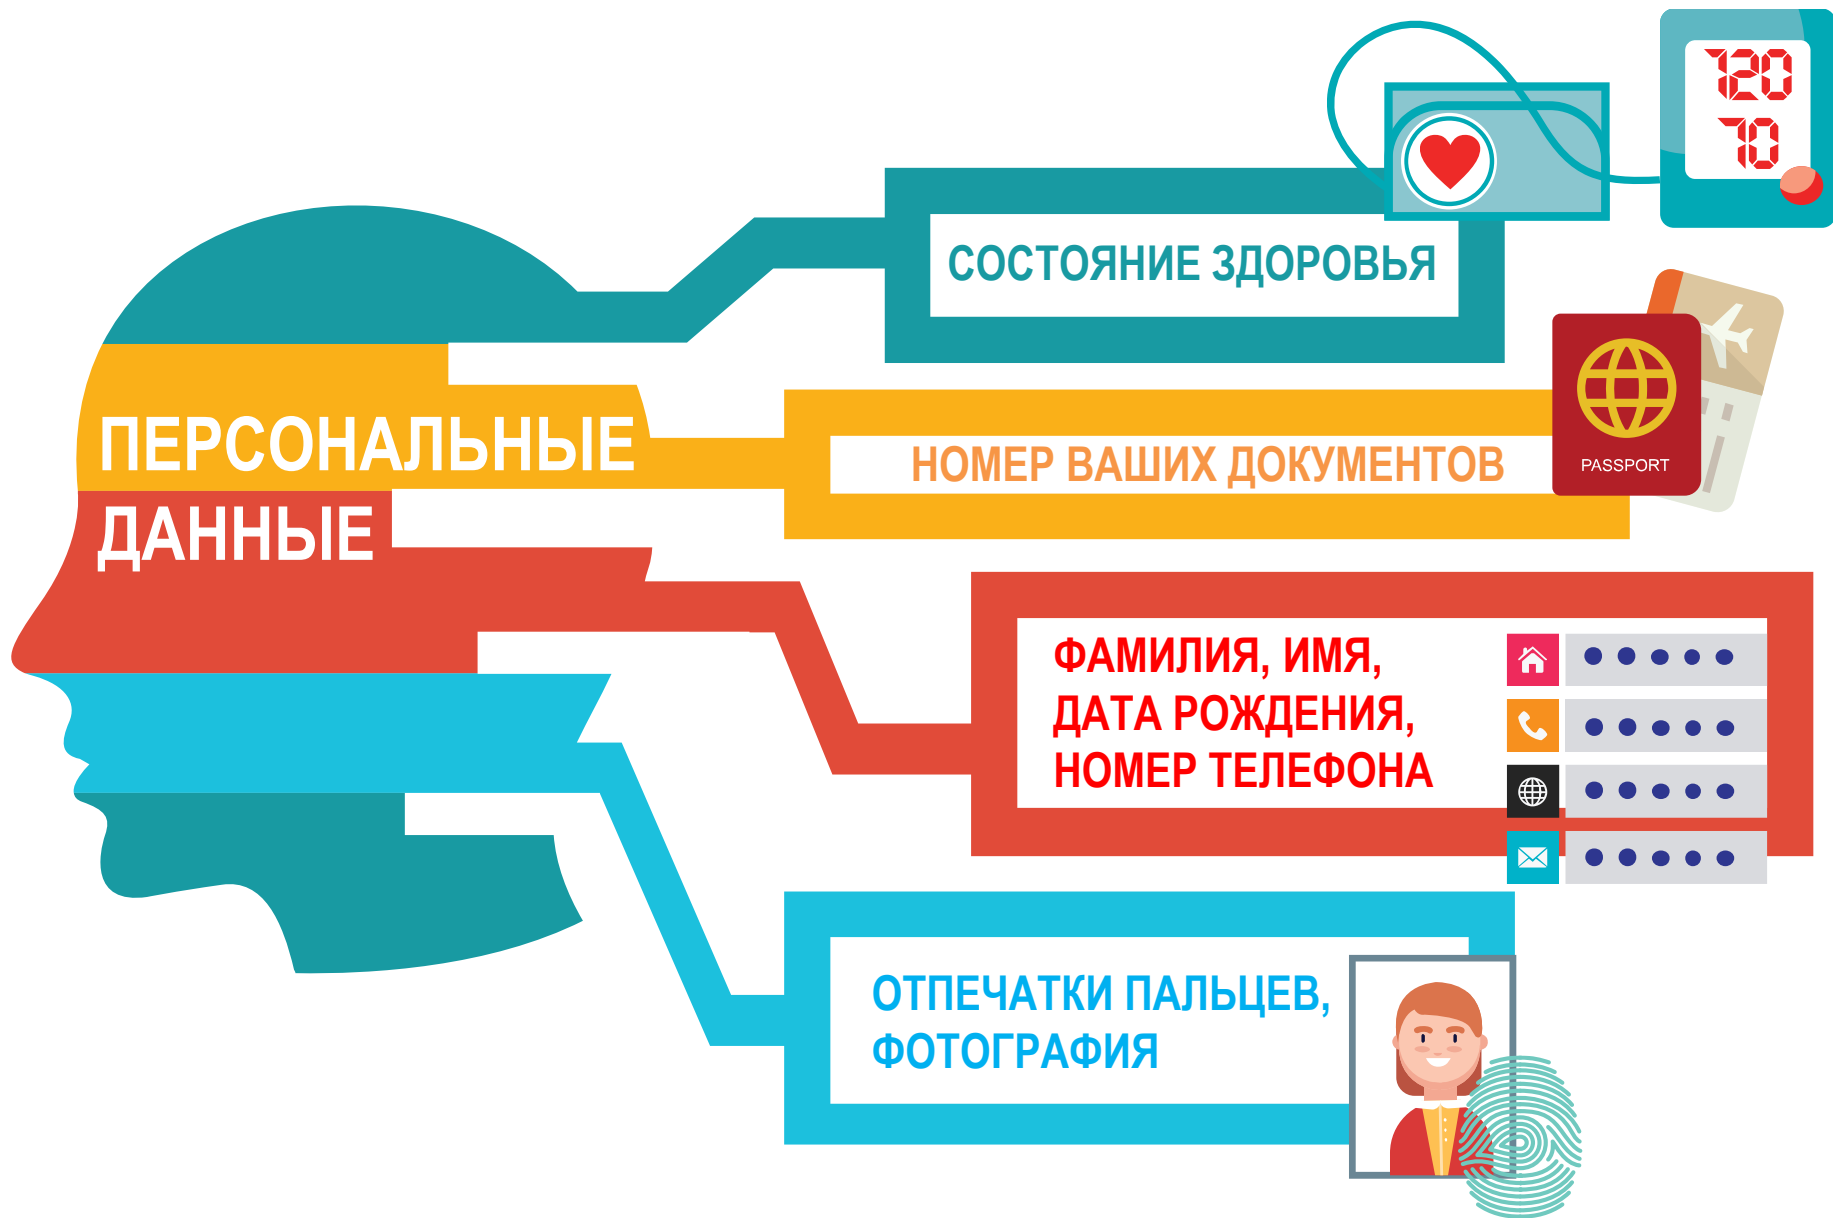 120
70
СОСТОЯНИЕ ЗДОРОВЬЯ
ПЕРСОНАЛЬНЫЕ
ДАННЫЕ
НОМЕР ВАШИХ ДОКУМЕНТОВ
PASSPORT
ФАМИЛИЯ, ИМЯ,
ДАТА РОЖДЕНИЯ,
НОМЕР ТЕЛЕФОНА
ОТПЕЧАТКИ ПАЛЬЦЕВ,
ФОТОГРАФИЯ